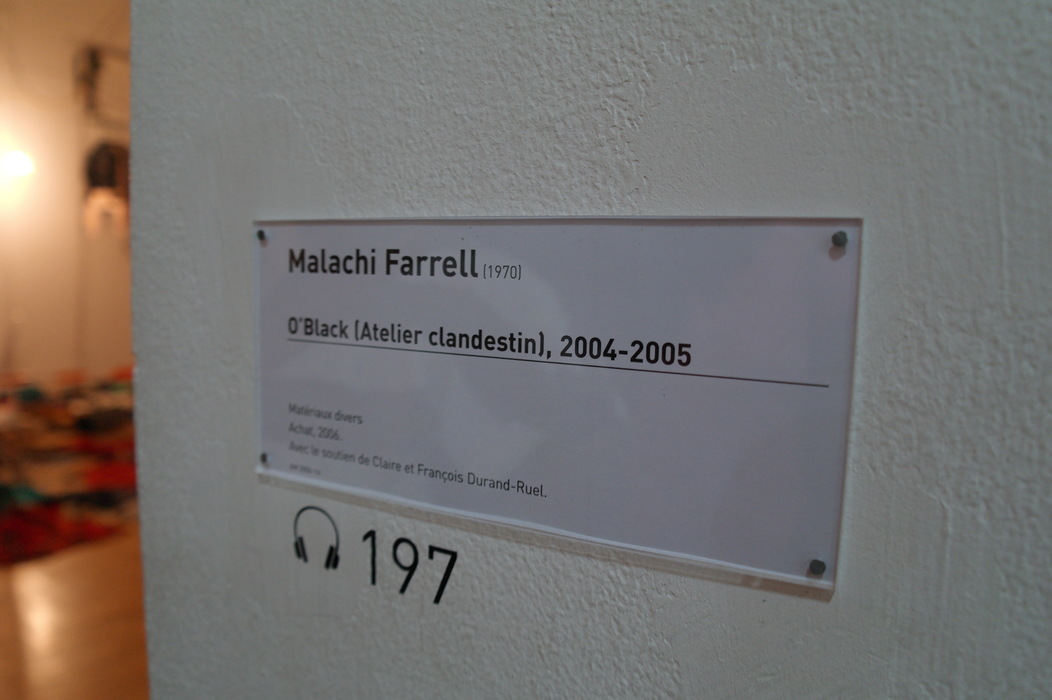 Malachi Farrell (1970)
O'Black (Atelier clandestin), 2004-2005
Matériaux divers
Achat, 2006.
Avec le soutien de Claire et François Durand-Ruel.
197